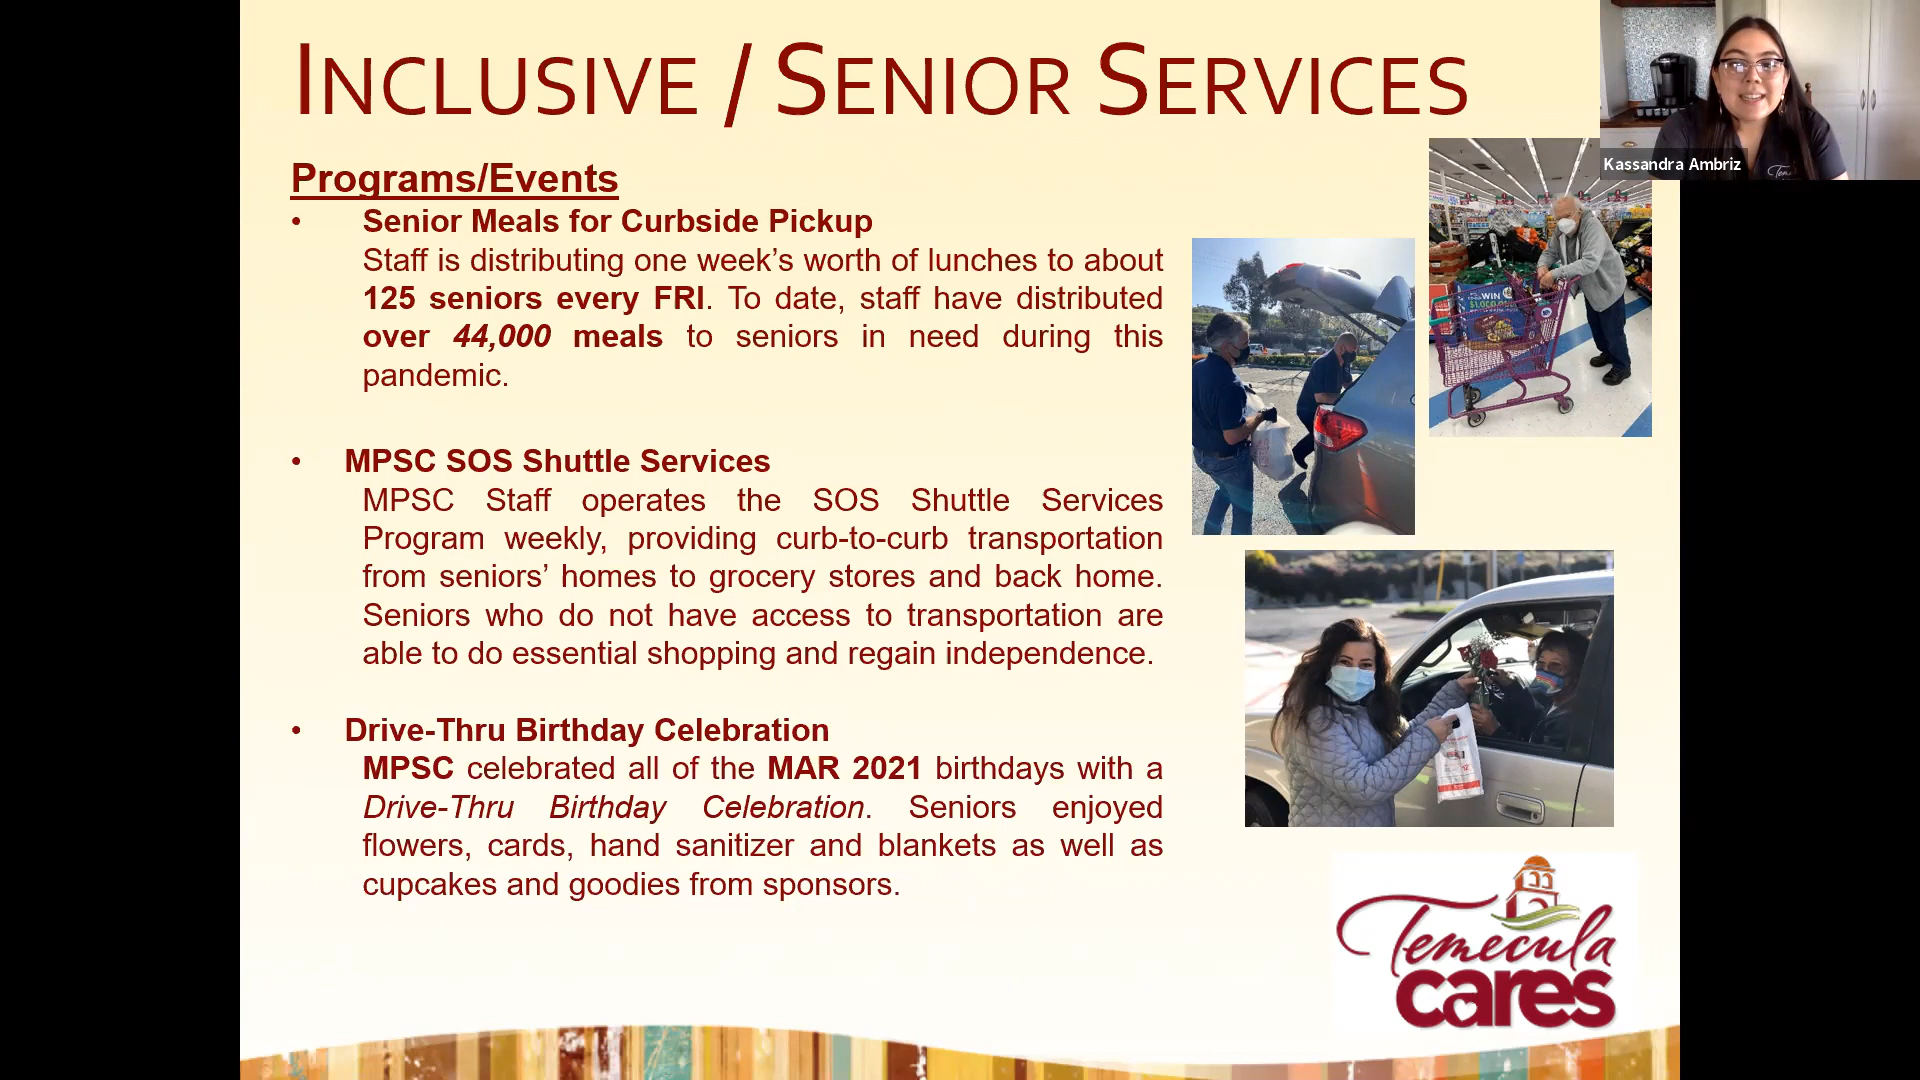 INCLUSIVE / SENIOR SERVICES
Kassandra Ambriz
Programs/Events
• Senior Meals for Curbside Pickup
Staff is distributing one week’s worth of lunches to about
125 seniors every FRI. To date, staff have distributed
over 44,000 meals to seniors in need during this
pandemic.
• MPSC SOS Shuttle Services
MPSC Staff operates the SOS Shuttle Services
Program weekly, providing curb-to-curb transportation
from seniors’ homes to grocery stores and back home.
Seniors who do not have access to transportation are
able to do essential shopping and regain independence.
• Drive-Thru Birthday Celebration
MPSC celebrated all of the MAR 2021 birthdays with a
Drive-Thru Birthday Celebration. Seniors enjoyed
flowers, cards, hand sanitizer and blankets as well as
cupcakes and goodies from sponsors.
WIN
$1,000
Temecula
cares